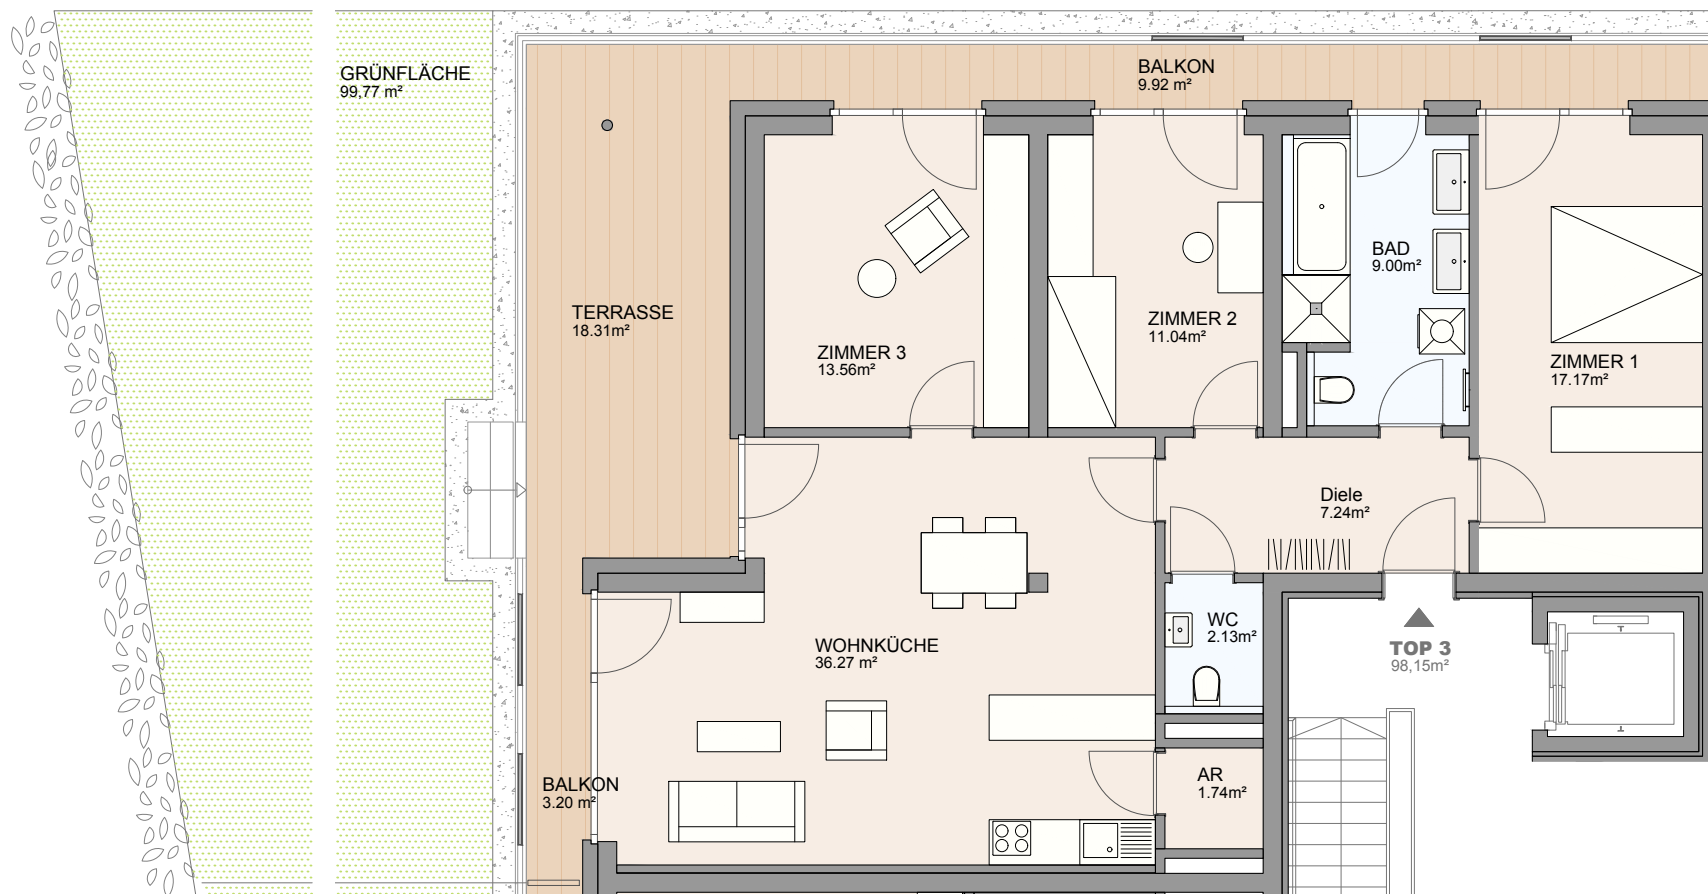 GRÜNFLÄCHE
99,77 m²
BALKON
9.92 m²
TERRASSE
18.31m²
ZIMMER 3
13.56m²
ZIMMER 2
11.04m²
BAD
9.00m²
ZIMMER 1
17.17m²
Diele
7.24m²
WOHNKÜCHE
36.27 m²
WC
2.13m²
TOP 3
98,15m²
BALKON
3.20 m²
AR
1.74m²